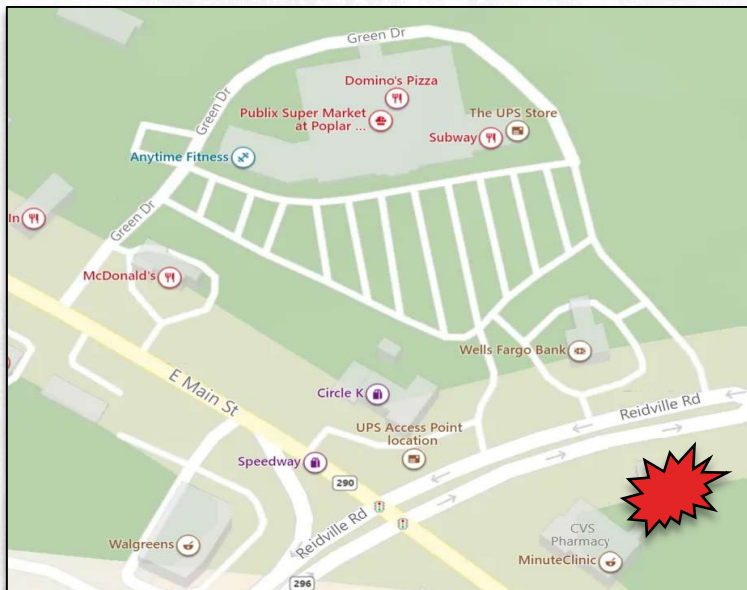 Green Dr
Domino's Pizza
Publix Super Market
at Poplar ...
The UPS Store
Subway
Green Dr
Anytime Fitness
In
Green Dr
McDonald's
Wells Fargo Bank
E Main St
Circle K
Reidville Rd
UPS Access Point
location
Speedway
290
Reidville Rd
CVS
Pharmacy
Walgreens
MinuteClinic
296